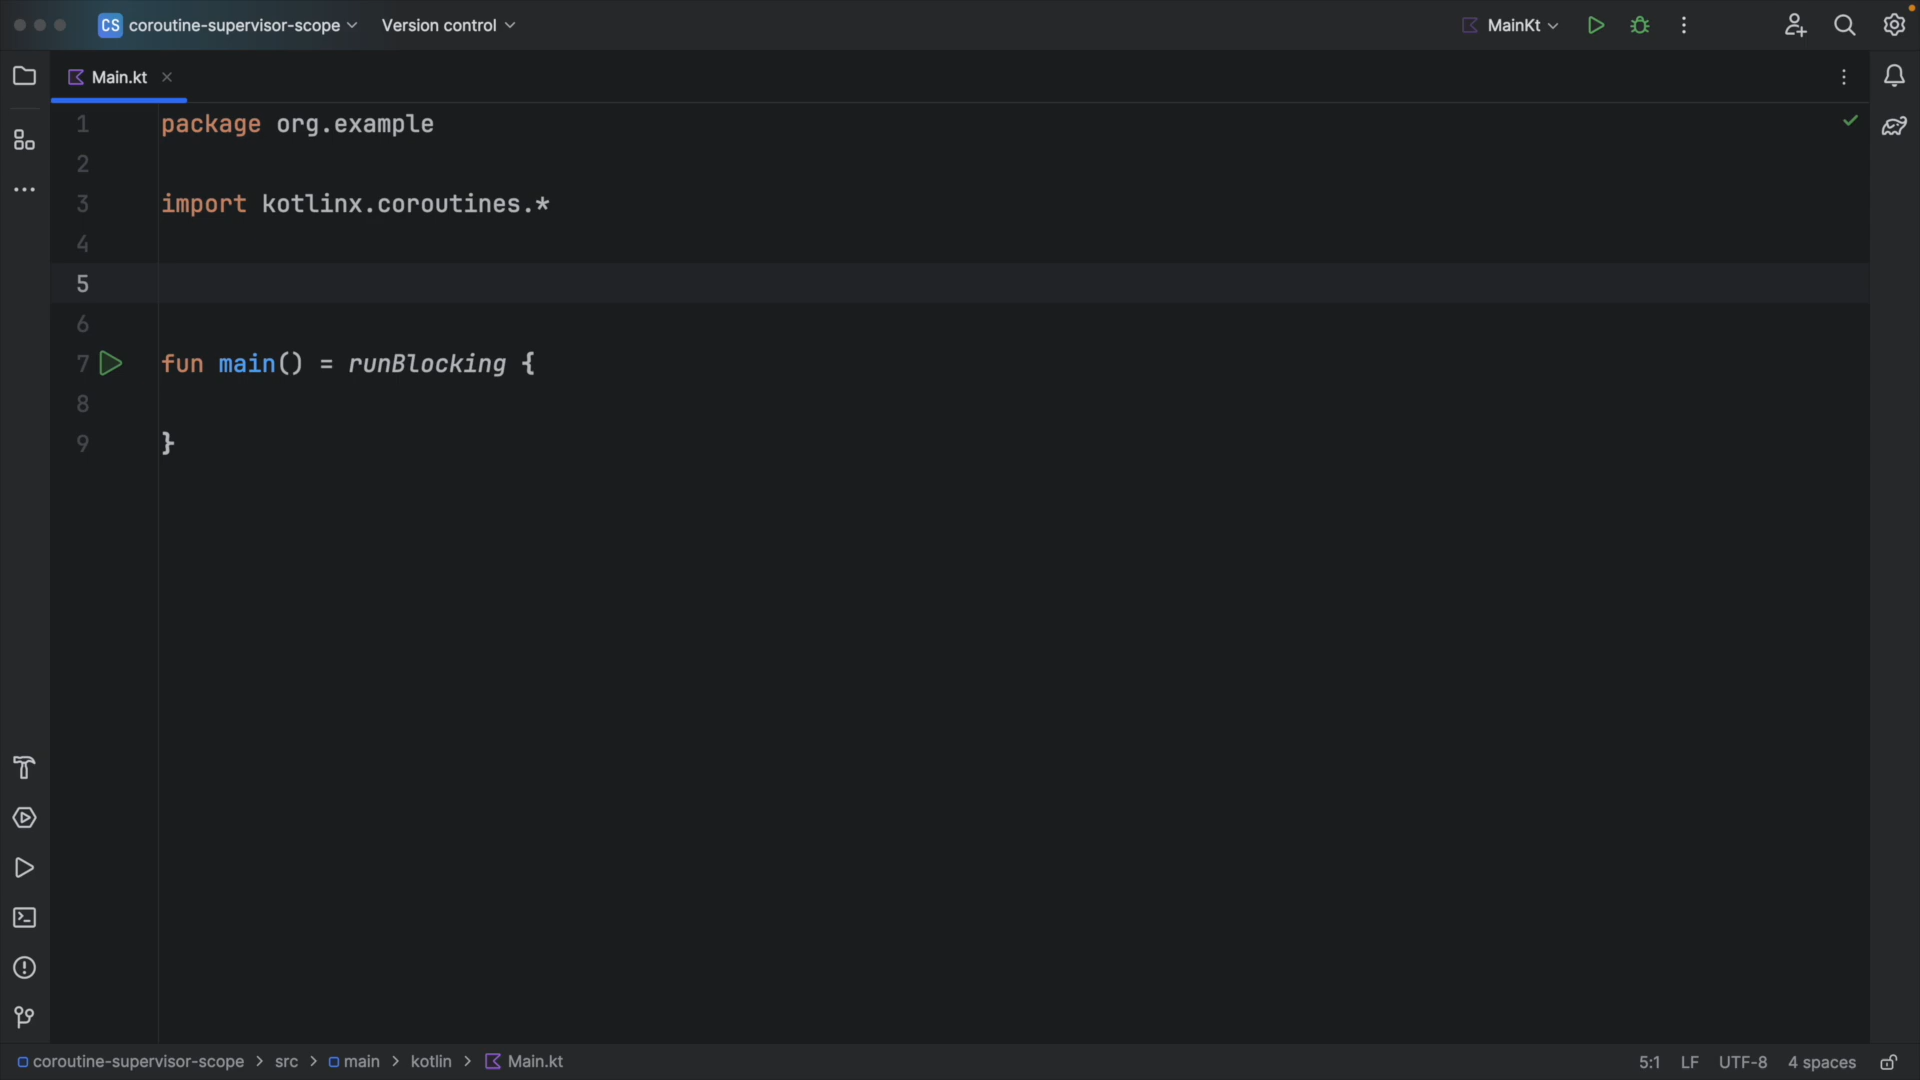 CS coroutine-supervisor-scope Version control MainKt
Main.kt
1 package org.example
2
3 import kotlinx.coroutines.*
4
5
6
7 fun main() = runBlocking {
8
9 }
coroutine-supervisor-scope > src > main > kotlin > Main.kt 5:1 LF UTF-8 4 spaces